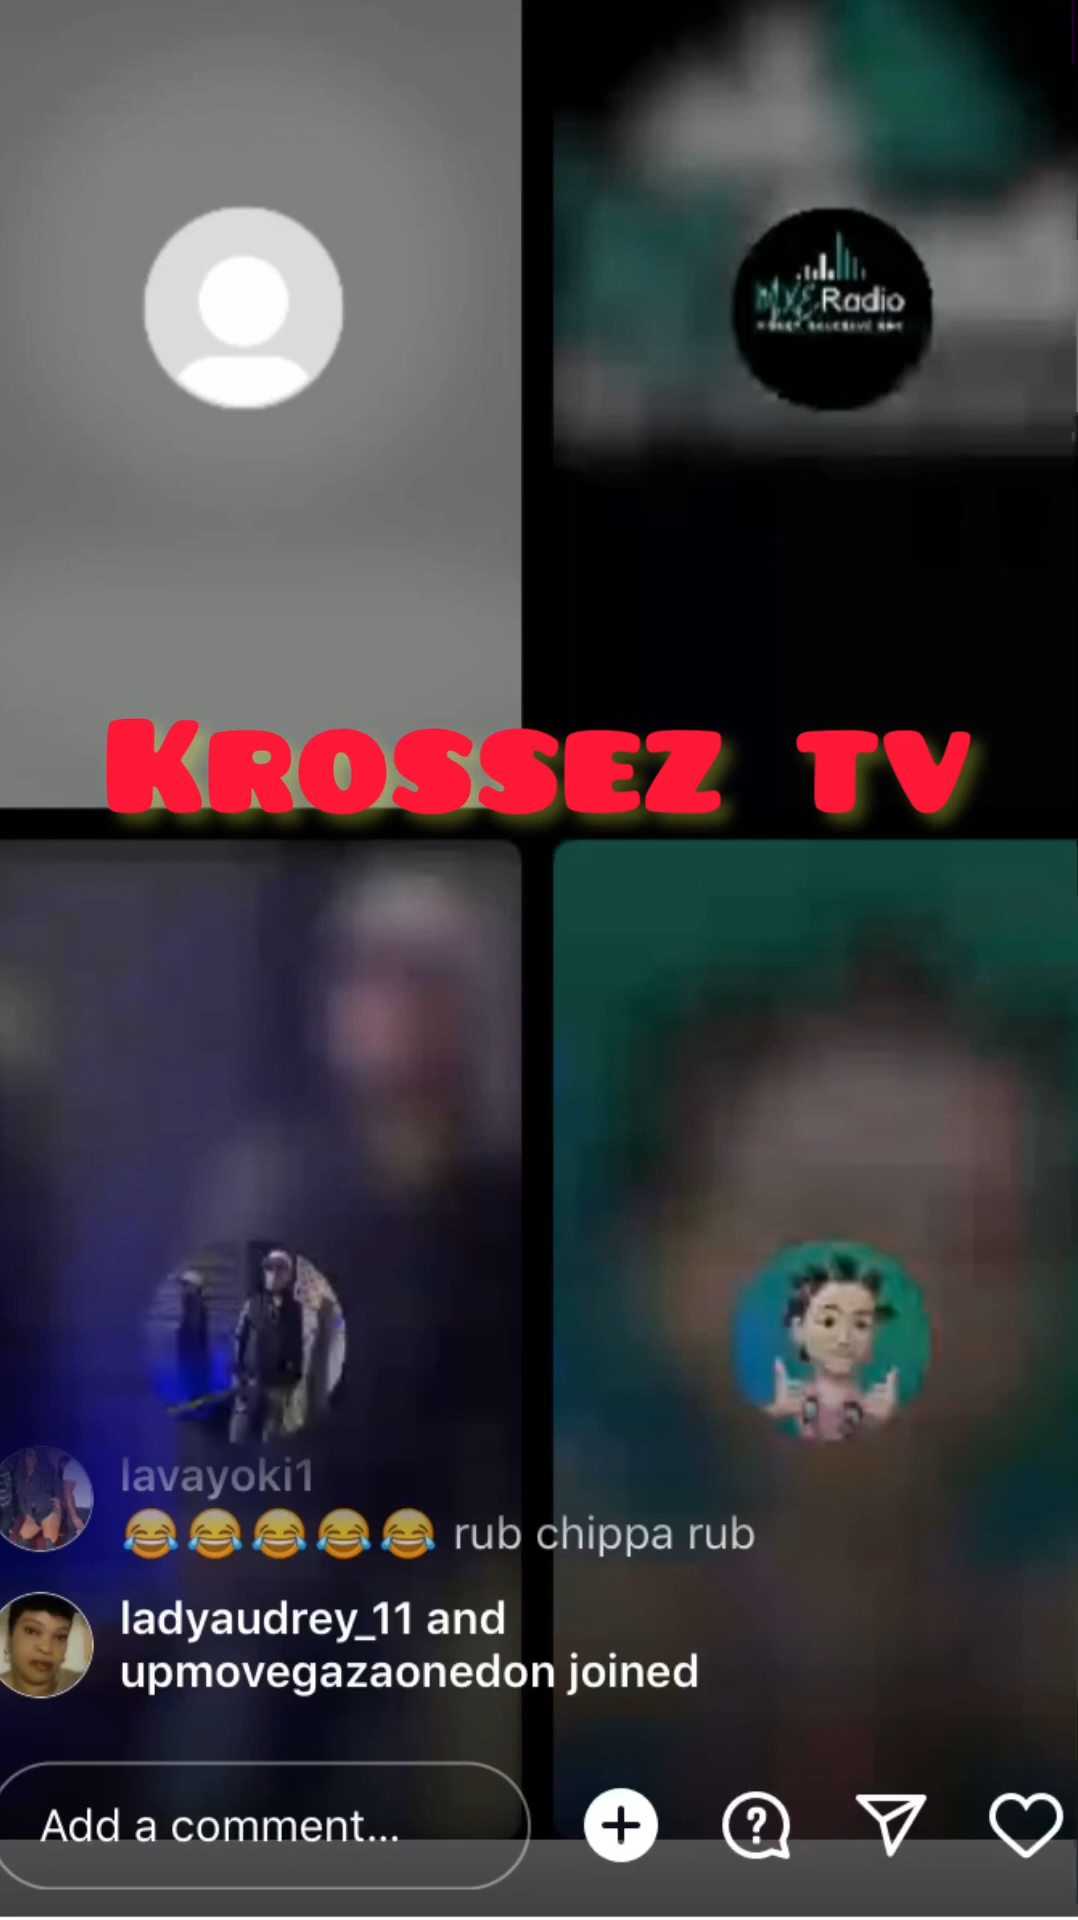 Radio
KROSSEZ TV
lavayoki1
😂😂😂😂😂 rub chippa rub
ladyaudrey_11 and
upmovegazaonedon joined
Add a comment...